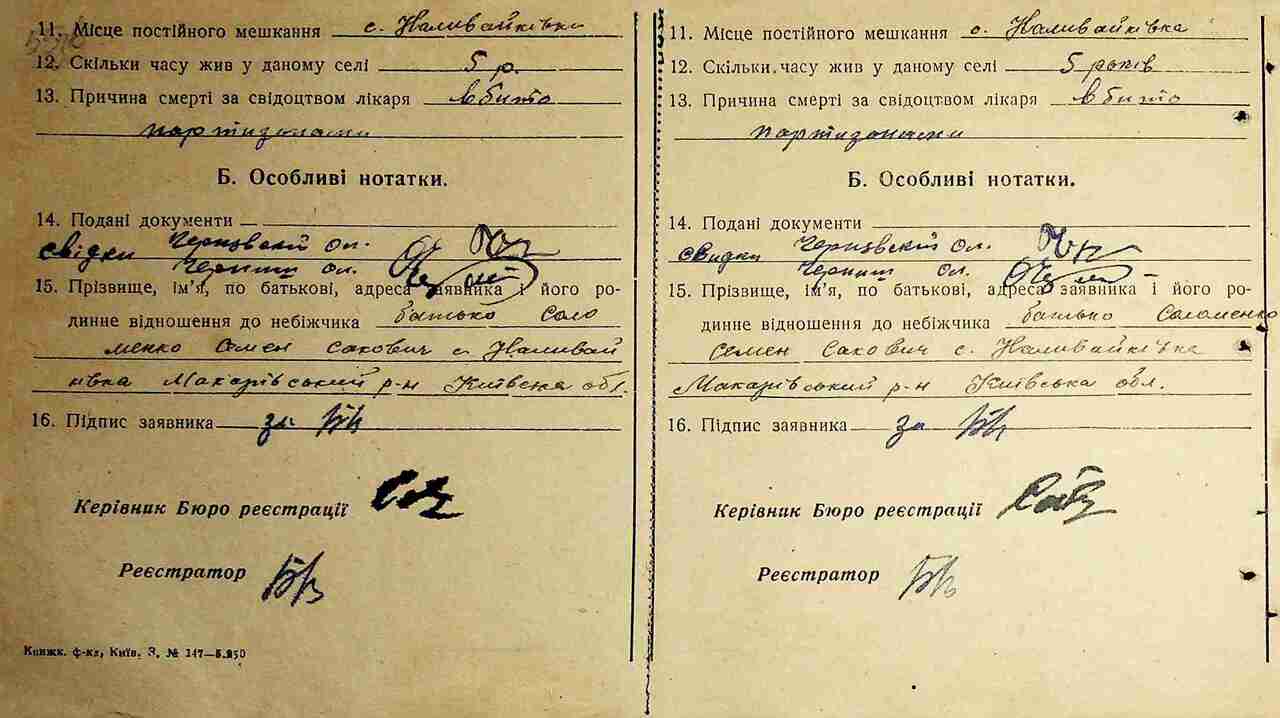 11. Місце постійного мешкання с. Наливайківка
12. Скільки часу жив у даному селі 5 р.
13. Причина смерті за свідоцтвом лікаря вбито
партизанами
Б. Особливі нотатки.
14. Подані документи
свідки Черновский Ол.
Черниш Ол.
15. Прізвище, ім'я, по батькові, адреса заявника і його ро-
динне відношення до небіжчика батько Соло
менко Семен Сакович с. Наливай
ківка Макарівський р-н Київська обл.
16. Підпис заявника за
Керівник Бюро реєстрації
Реєстратор
Книжк. ф-ка, Київ. З. № 147—5.250
11. Місце постійного мешкання с. Наливайківка
12. Скільки часу жив у даному селі 5 років
13. Причина смерті за свідоцтвом лікаря вбито
партизанами
Б. Особливі нотатки.
14. Подані документи
свидки Ол.
Черниш Ол.
15. Прізвище, ім'я, по батькові, адреса заявника і його ро-
динне відношення до небіжчика батько Соломенко
Семен Сакович с. Наливайківка
Макарівський р-н Київська обл.
16. Підпис заявника за
Керівник Бюро реєстрації
Реєстратор